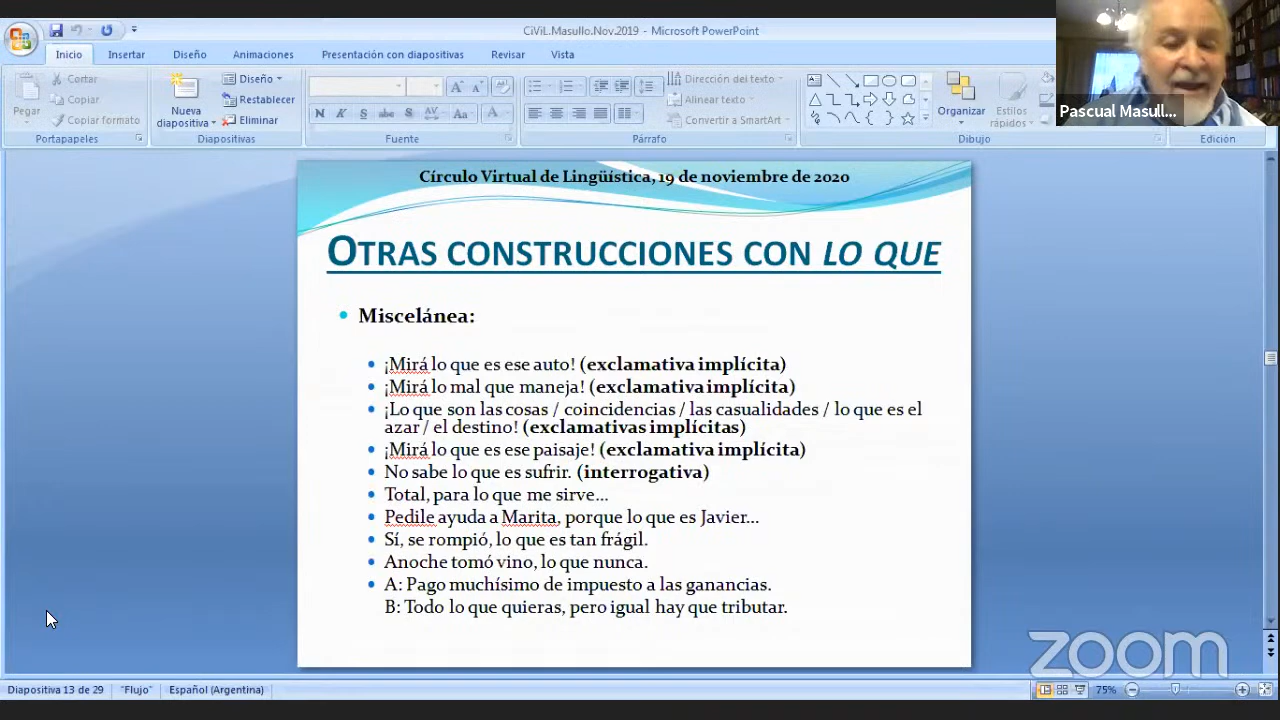 CiViL.Masullo.Nov.2019 - Microsoft PowerPoint
Inicio
Insertar
Diseño
Animaciones
Presentación con diapositivas
Revisar
Vista
Pegar
Cortar
Copiar
Copiar formato
Portapapeles
Nueva
diapositiva
Diseño
Restablecer
Eliminar
Diapositivas
N K S abc S AV Aa A
Fuente
Dirección del texto
Alinear texto
Convertir a SmartArt
Párrafo
Organizar
Estilos
rápidos
Dibujo
Edición
Pascual Masull...
Círculo Virtual de Lingüística, 19 de noviembre de 2020
OTRAS CONSTRUCCIONES CON LO QUE
Miscelánea:
¡Mirá lo que es ese auto! (exclamativa implícita)
¡Mirá lo mal que maneja! (exclamativa implícita)
¡Lo que son las cosas / coincidencias / las casualidades / lo que es el
azar / el destino! (exclamativas implícitas)
¡Mirá lo que es ese paisaje! (exclamativa implícita)
No sabe lo que es sufrir. (interrogativa)
Total, para lo que me sirve...
Pedile ayuda a Marita, porque lo que es Javier...
Sí, se rompió, lo que es tan frágil.
Anoche tomó vino, lo que nunca.
A: Pago muchísimo de impuesto a las ganancias.
B: Todo lo que quieras, pero igual hay que tributar.
zoom
Diapositiva 13 de 29
"Flujo"
Español (Argentina)
75%